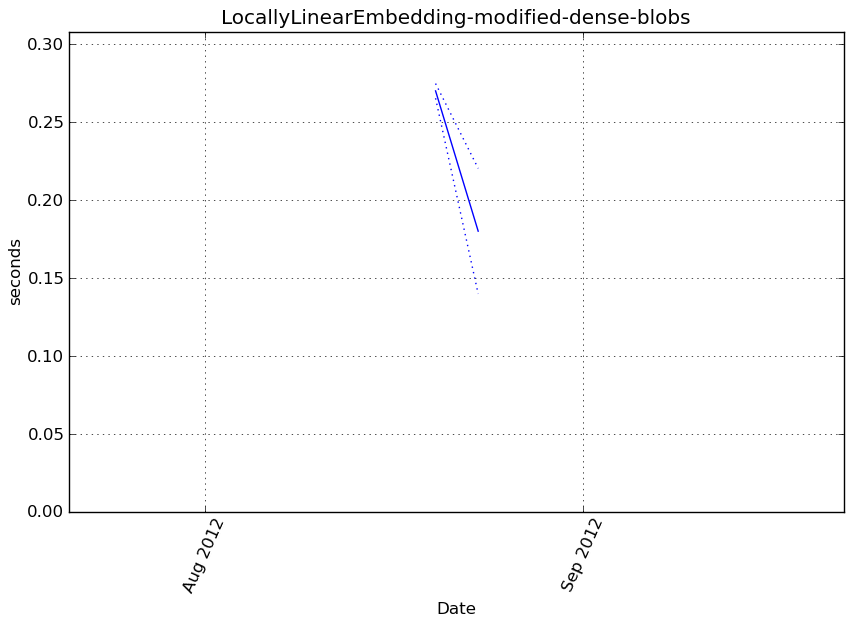 LocallyLinearEmbedding-modified-dense-blobs
0.30
0.25
0.20
0.15
0.10
0.05
0.00
seconds
Aug 2012
Sep 2012
Date